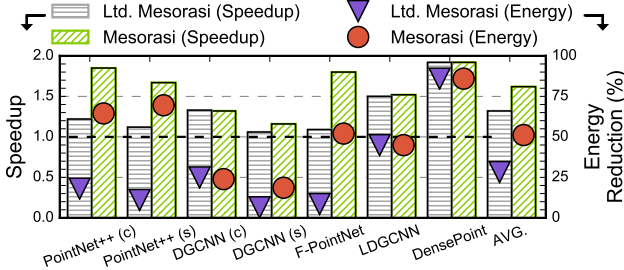 Ltd. Mesorasi (Speedup) Ltd. Mesorasi (Energy)
Mesorasi (Speedup) Mesorasi (Energy)
Speedup
2.0
1.5
1.0
0.5
0.0
100
75
50
25
0
Energy
Reduction (%)
PointNet++ (c)
PointNet++ (s)
DGCNN (c)
DGCNN (s)
F-PointNet
LDGCNN
DensePoint
AVG.